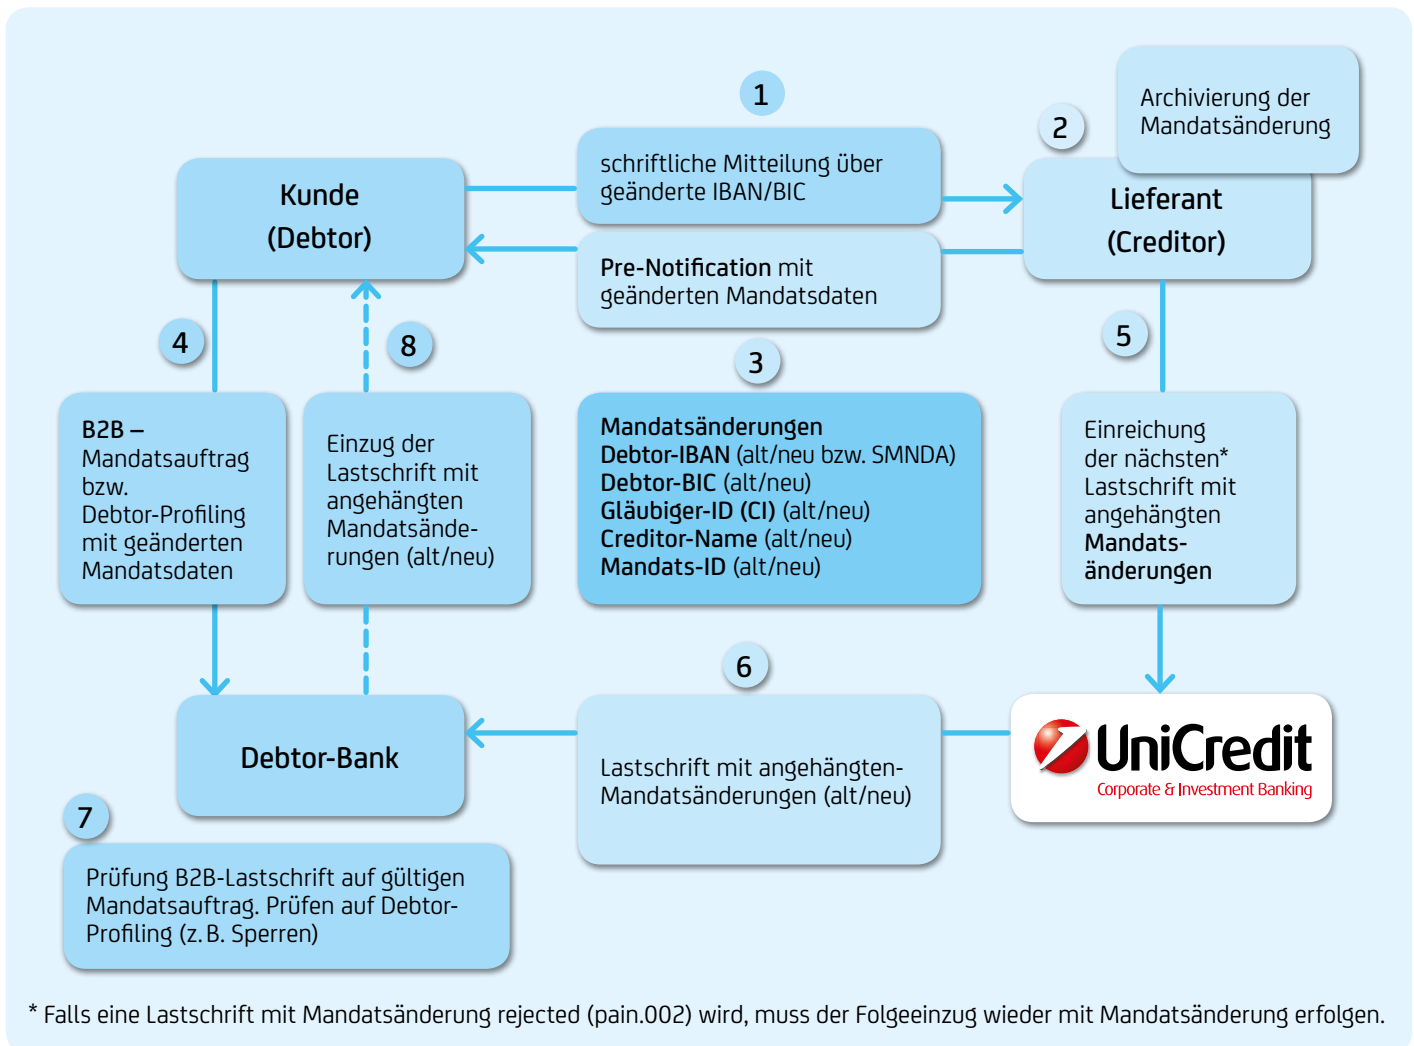 1
Archivierung der
Mandatsänderung
2
schriftliche Mitteilung über
geänderte IBAN/BIC
Kunde
(Debtor)
Lieferant
(Creditor)
Pre-Notification mit
geänderten Mandatsdaten
4
8
3
5
B2B –
Mandatsauftrag
bzw.
Debtor-Profiling
mit geänderten
Mandatsdaten
Einzug der
Lastschrift mit
angehängten
Mandatsände-
rungen (alt/neu)
Mandatsänderungen
Debtor-IBAN (alt/neu bzw. SMNDA)
Debtor-BIC (alt/neu)
Gläubiger-ID (CI) (alt/neu)
Creditor-Name (alt/neu)
Mandats-ID (alt/neu)
Einreichung
der nächsten*
Lastschrift mit
angehängten
Mandats-
änderungen
6
Debtor-Bank
Lastschrift mit angehängten-
Mandatsänderungen (alt/neu)
UniCredit
Corporate & Investment Banking
7
Prüfung B2B-Lastschrift auf gültigen
Mandatsauftrag. Prüfen auf Debtor-
Profiling (z. B. Sperren)
* Falls eine Lastschrift mit Mandatsänderung rejected (pain.002) wird, muss der Folgeeinzug wieder mit Mandatsänderung erfolgen.